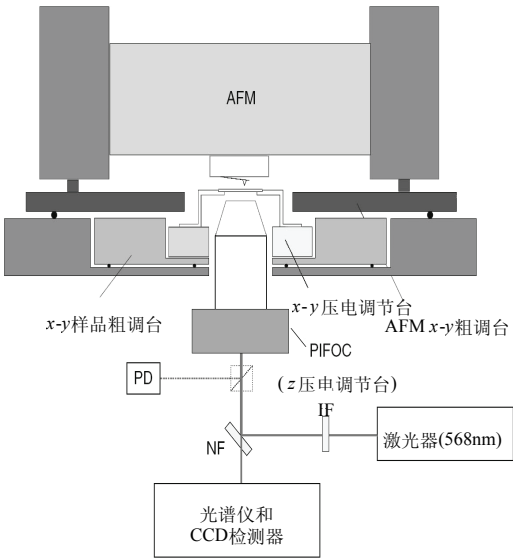 AFM
x-y压电调节台
x-y样品粗调台
AFM x-y粗调台
PIFOC
PD
(z压电调节台)
IF
激光器(568nm)
NF
光谱仪和
CCD检测器